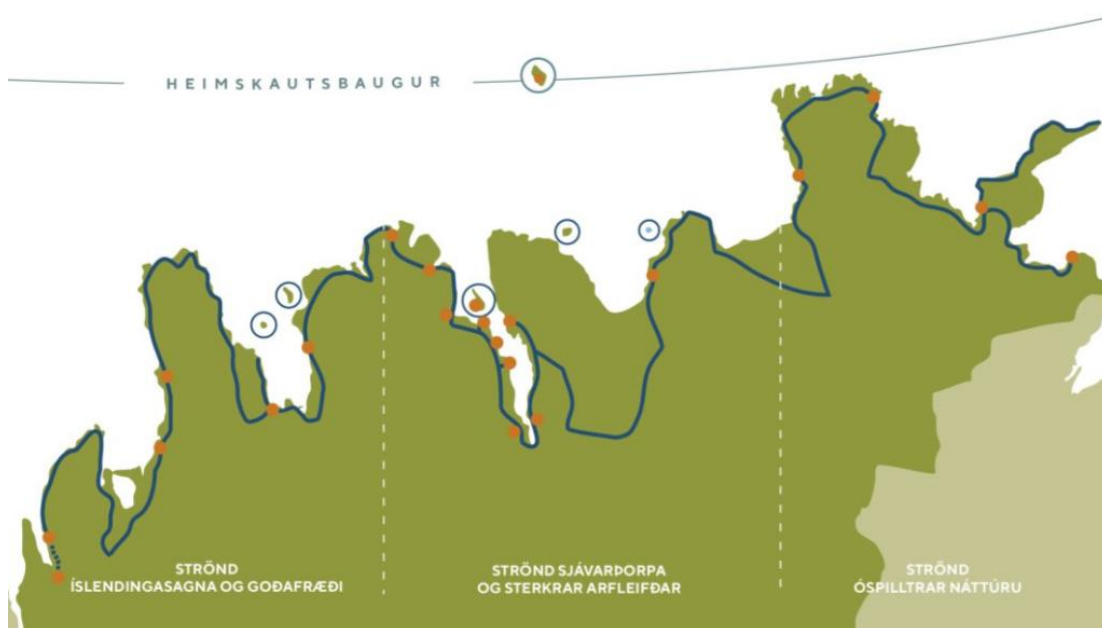 HEIMSKAUTSBAUGUR
STRÖND
ÍSLENDINGASAGNA OG GOÐAFRÆÐI
STRÖND SJÁVARÞORPA
OG STERKRAR ARFLEIFÐAR
STRÖND
ÓSPILLTRAR NÁTTÚRU